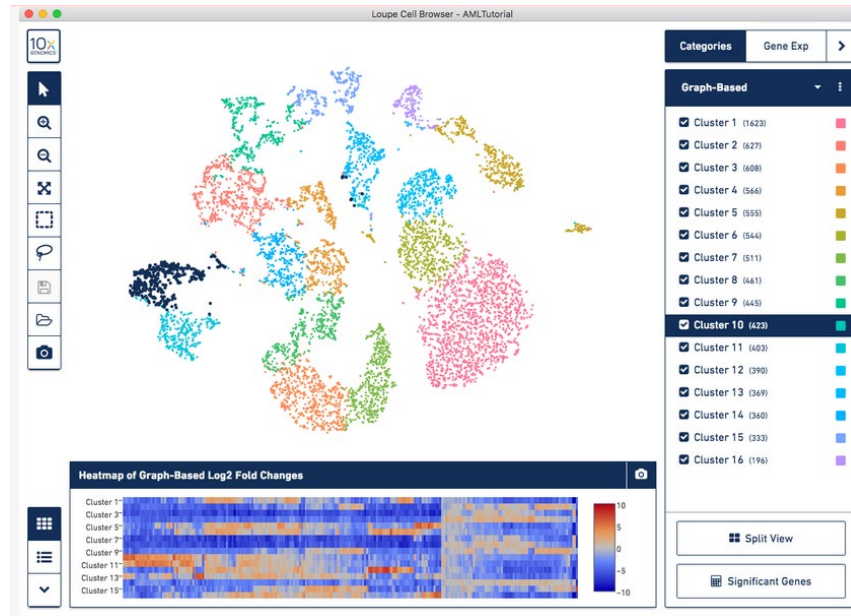 Loupe Cell Browser - AMLTutorial
10x
GENOMICS
Categories
Gene Exp
Graph-Based
Cluster 1 (1623)
Cluster 2 (627)
Cluster 3 (608)
Cluster 4 (566)
Cluster 5 (555)
Cluster 6 (544)
Cluster 7 (511)
Cluster 8 (461)
Cluster 9 (445)
Cluster 10 (423)
Cluster 11 (403)
Cluster 12 (390)
Cluster 13 (369)
Cluster 14 (360)
Cluster 15 (333)
Cluster 16 (196)
Heatmap of Graph-Based Log2 Fold Changes
Cluster 1
Cluster 3
Cluster 5
Cluster 7
Cluster 9
Cluster 11
Cluster 13
Cluster 15
10
5
0
-5
-10
Split View
Significant Genes